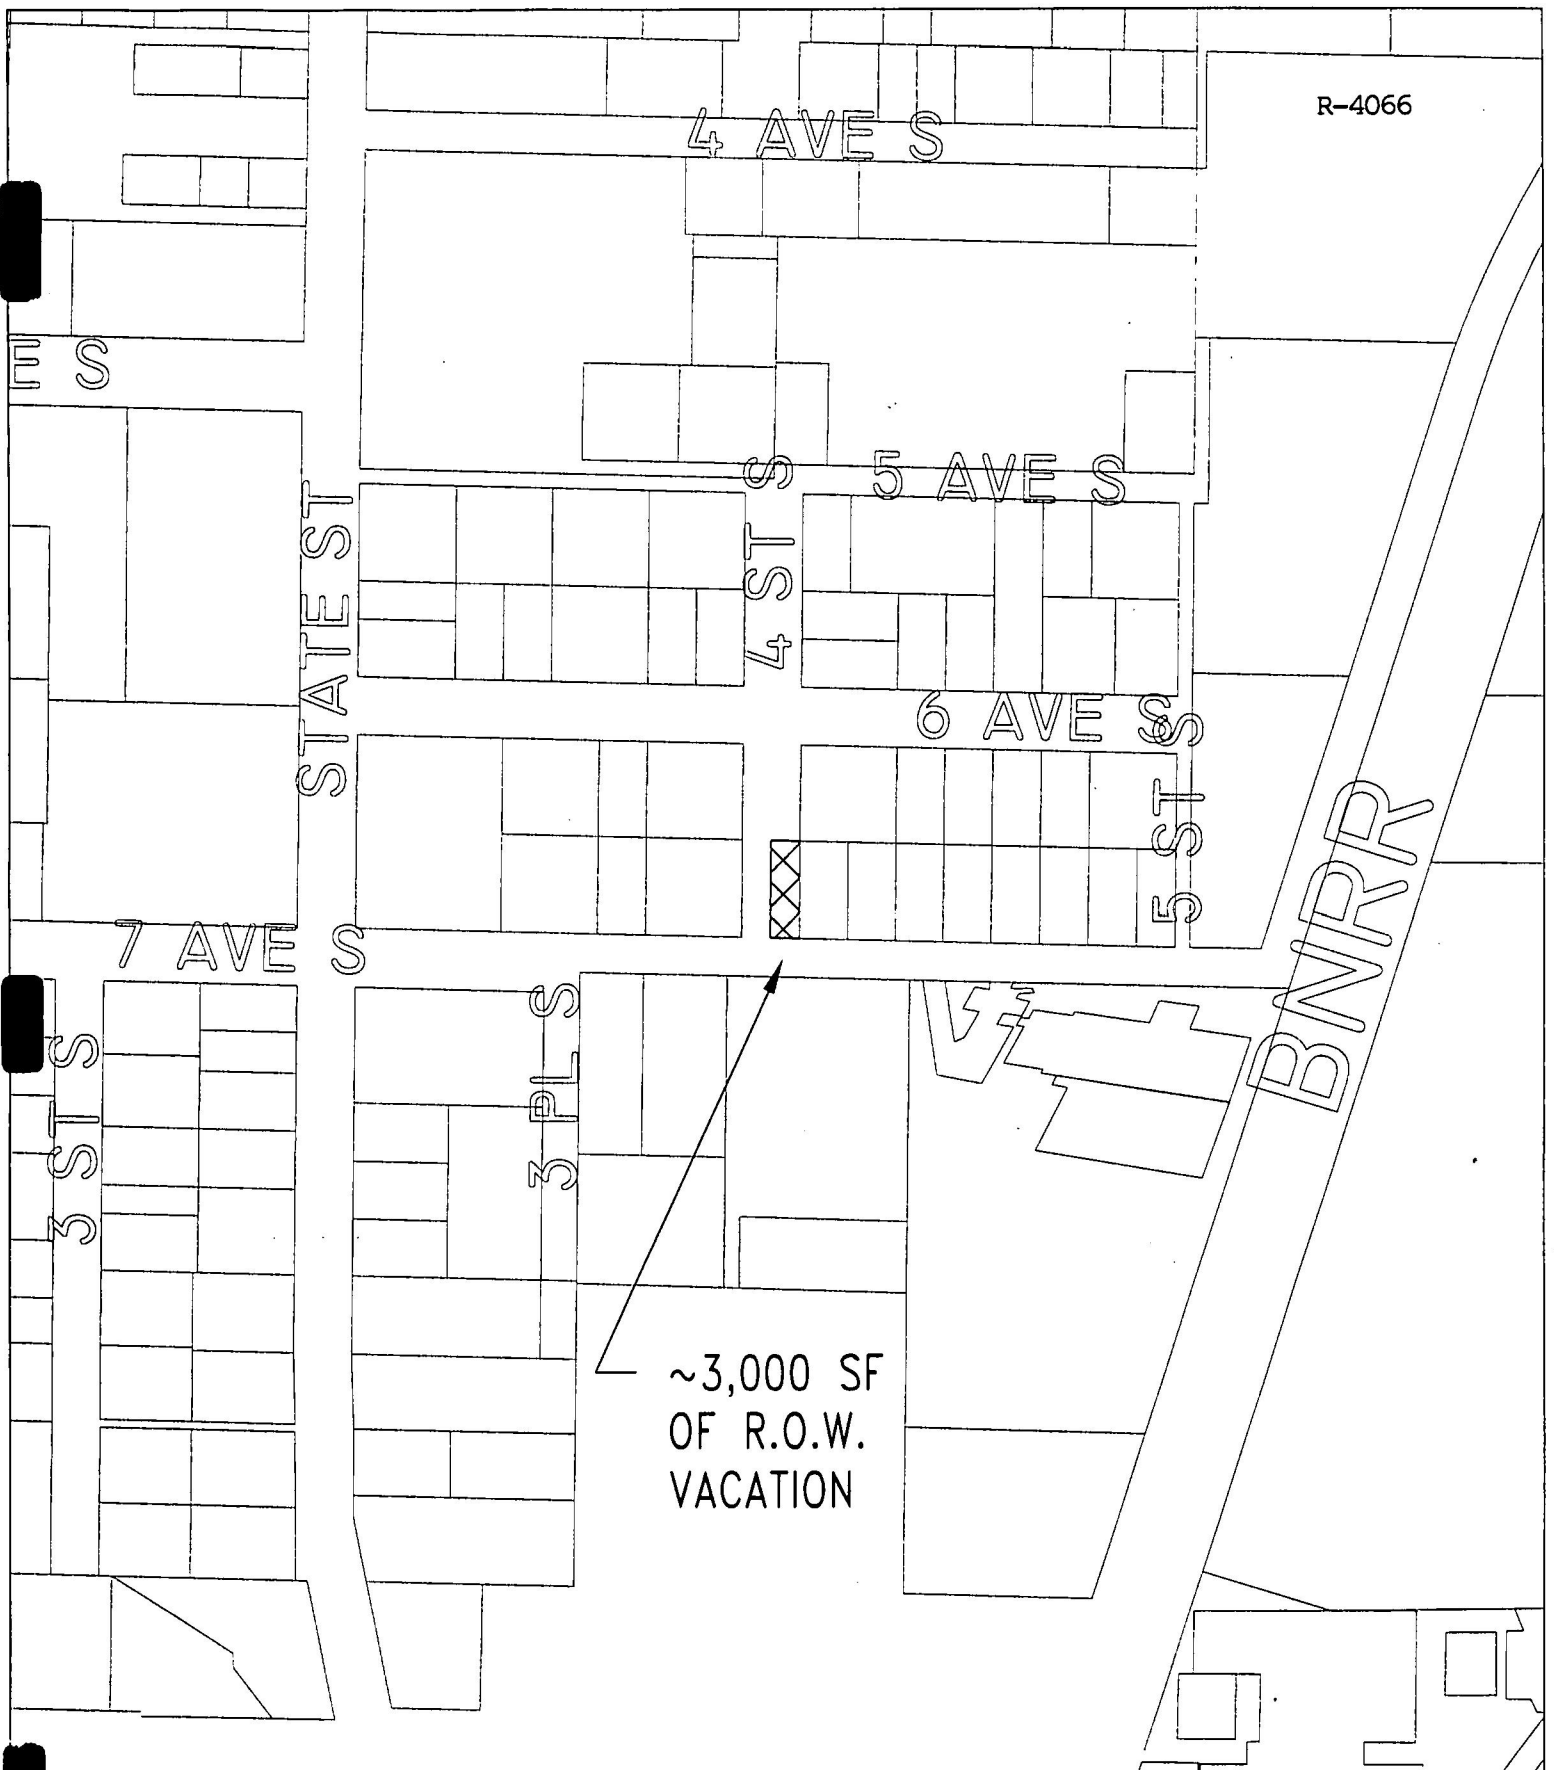 R-4066
4 AVE S
E S
5 AVE S
STATE ST
4 ST S
6 AVE S
5 ST S
BNRR
7 AVE S
3 ST S
3 PL S
~3,000 SF
OF R.O.W.
VACATION